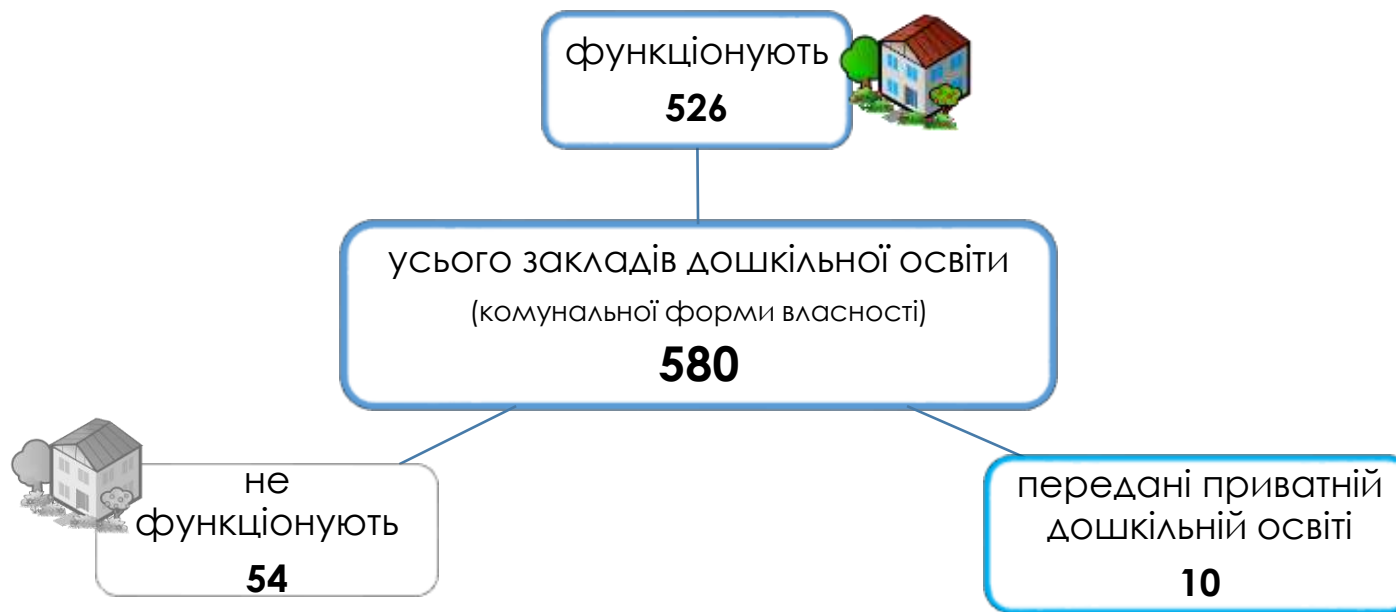 функціонують
526
усього закладів дошкільної освіти
(комунальної форми власності)
580
не
функціонують
54
передані приватній
дошкільній освіті
10